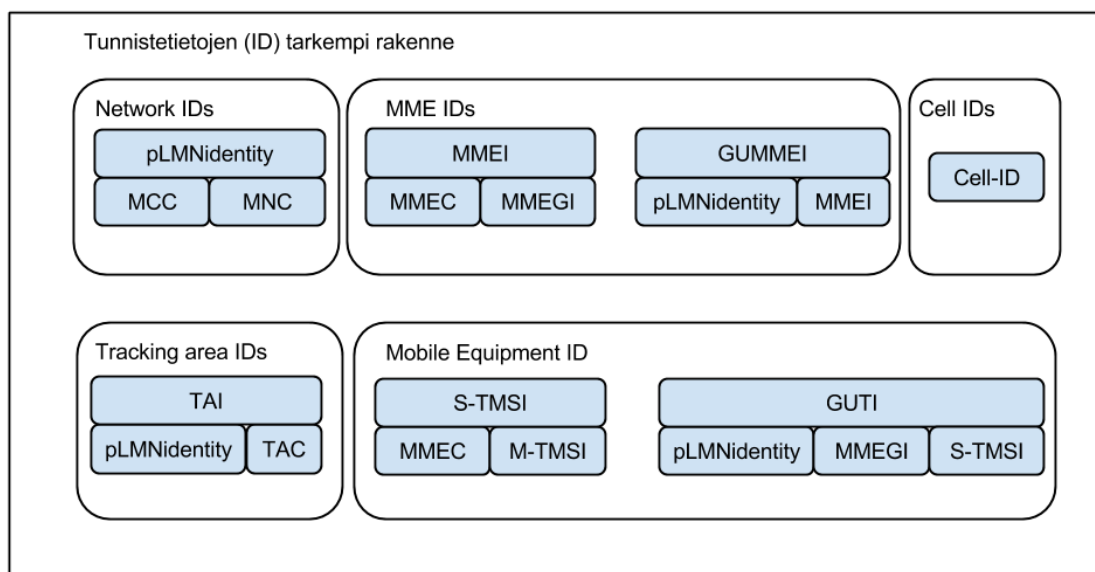 Tunnistetietojen (ID) tarkempi rakenne
Network IDs
pLMNidentity
MCC MNC
MME IDs
MMEI
MMEC MMEGI
GUMMEI
pLMNidentity MMEI
Cell IDs
Cell-ID
Tracking area IDs
TAI
pLMNidentity TAC
Mobile Equipment ID
S-TMSI
MMEC M-TMSI
GUTI
pLMNidentity MMEGI S-TMSI